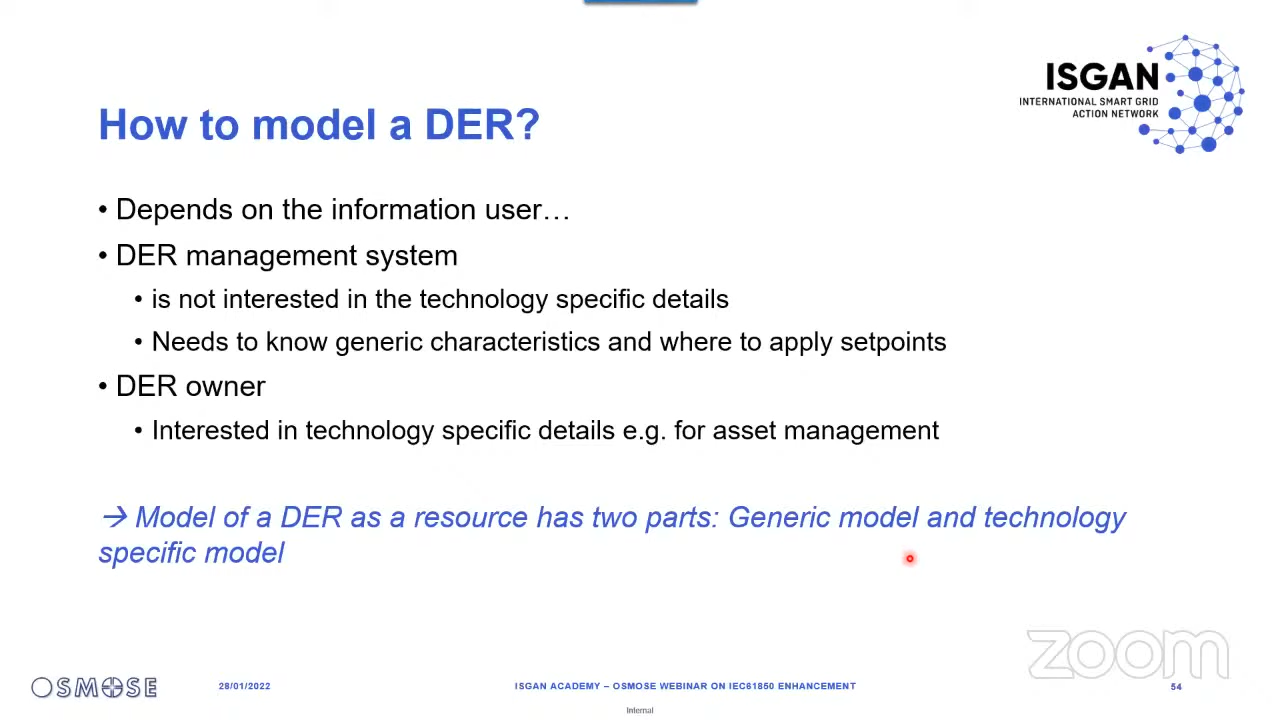 ISGAN
INTERNATIONAL SMART GRID
ACTION NETWORK
How to model a DER?
• Depends on the information user…
• DER management system
• is not interested in the technology specific details
• Needs to know generic characteristics and where to apply setpoints
• DER owner
• Interested in technology specific details e.g. for asset management
→ Model of a DER as a resource has two parts: Generic model and technology
specific model
zoom
OSMOSE
28/01/2022
ISGAN ACADEMY – OSMOSE WEBINAR ON IEC61850 ENHANCEMENT
54
Internal